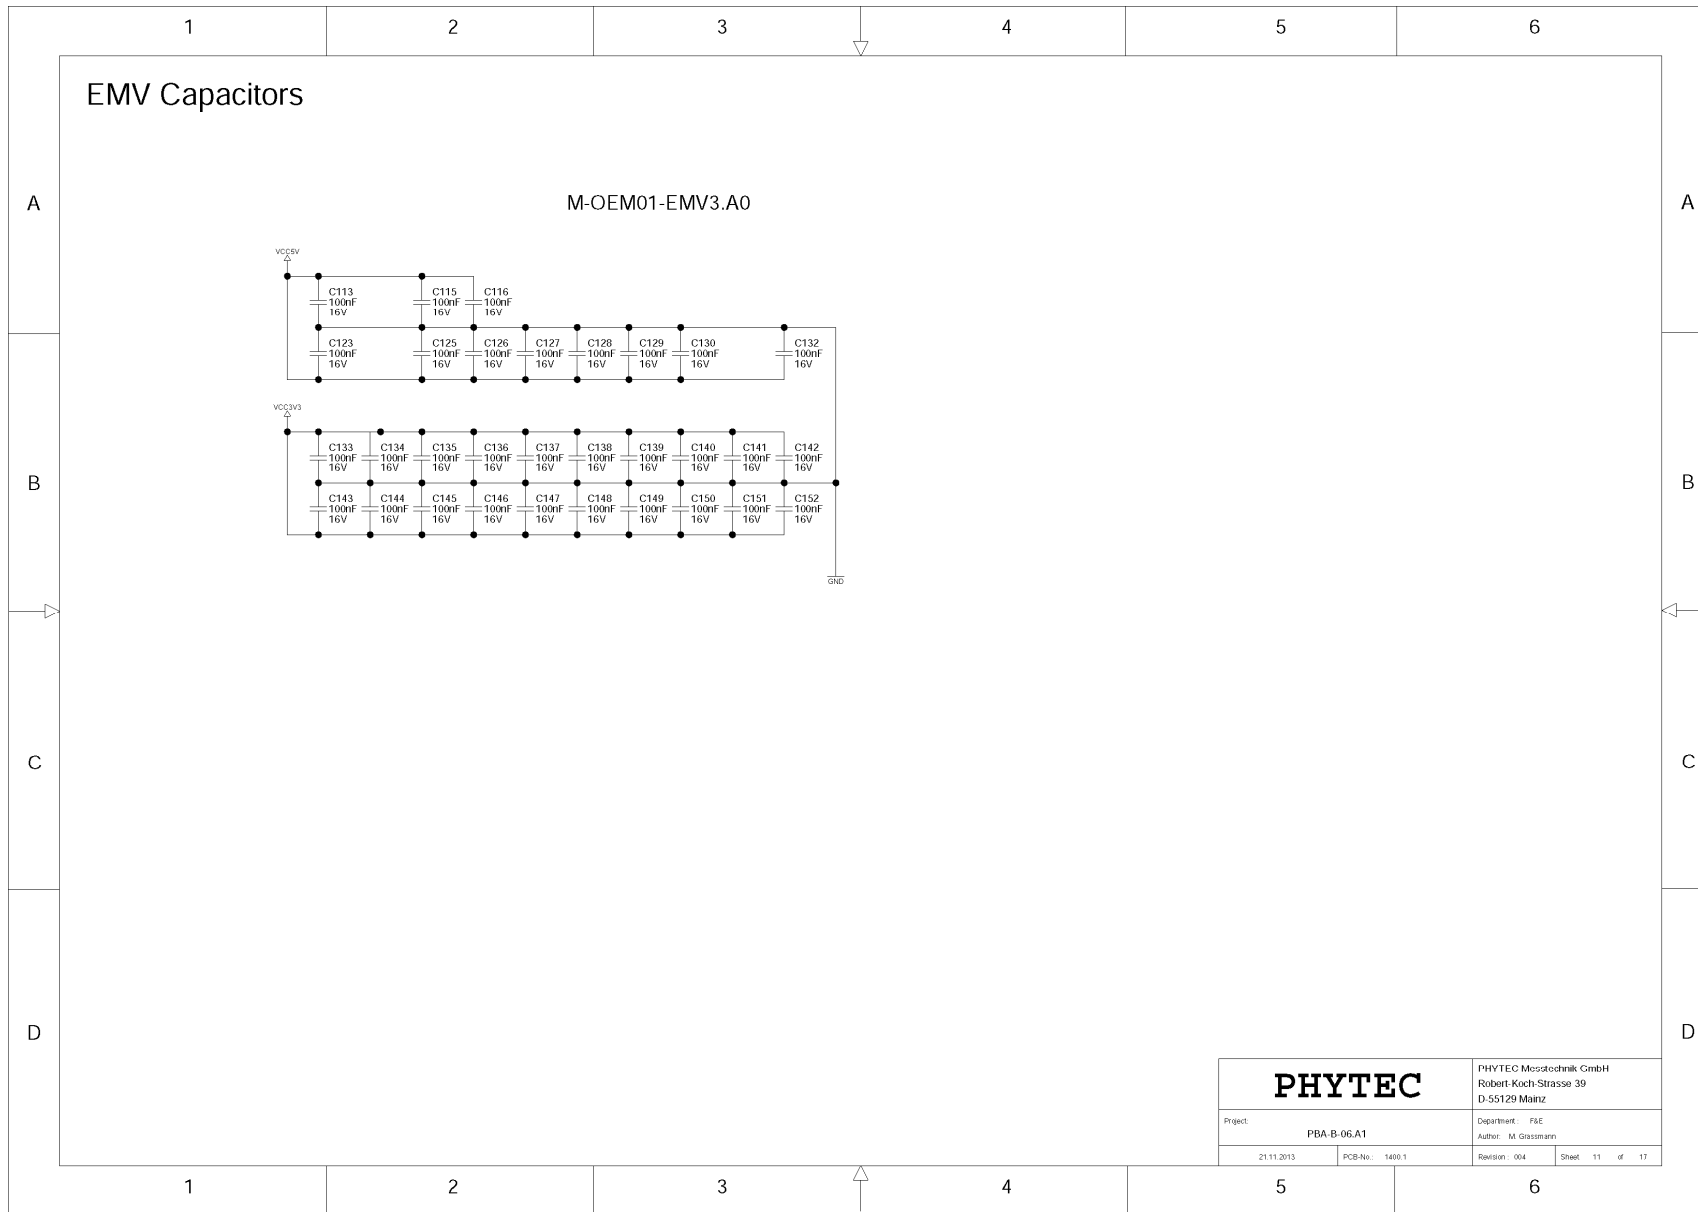 1 2 3 4 5 6
EMV Capacitors
A A
M-OEM01-EMV3.A0
VCC5V
C113 C115 C116
100nF 100nF 100nF
16V 16V 16V
C123 C125 C126 C127 C128 C129 C130 C132
100nF 100nF 100nF 100nF 100nF 100nF 100nF 100nF
16V 16V 16V 16V 16V 16V 16V 16V
VCC3V3
C133 C134 C135 C136 C137 C138 C139 C140 C141 C142
100nF 100nF 100nF 100nF 100nF 100nF 100nF 100nF 100nF 100nF
16V 16V 16V 16V 16V 16V 16V 16V 16V 16V
B B
C143 C144 C145 C146 C147 C148 C149 C150 C151 C152
100nF 100nF 100nF 100nF 100nF 100nF 100nF 100nF 100nF 100nF
16V 16V 16V 16V 16V 16V 16V 16V 16V 16V
GND
C C
D D
PHYTEC
PHYTEC Messtechnik GmbH
Robert-Koch-Strasse 39
D-55129 Mainz
Project:
PBA-B-06.A1
Department: F&E
Author: M. Grassmann
21.11.2013 PCB-No.: 1400.1 Revision: 004 Sheet 11 of 17
1 2 3 4 5 6